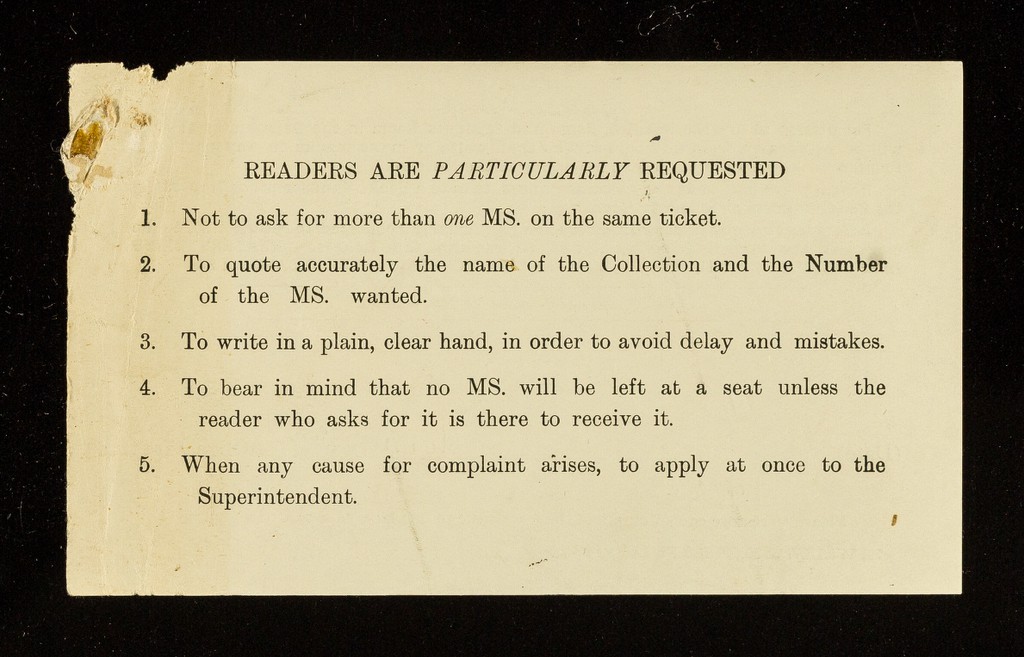 READERS ARE PARTICULARLY REQUESTED
1. Not to ask for more than one MS. on the same ticket.
2. To quote accurately the name of the Collection and the Number
of the MS. wanted.
3. To write in a plain, clear hand, in order to avoid delay and mistakes.
4. To bear in mind that no MS. will be left at a seat unless the
reader who asks for it is there to receive it.
5. When any cause for complaint arises, to apply at once to the
Superintendent.